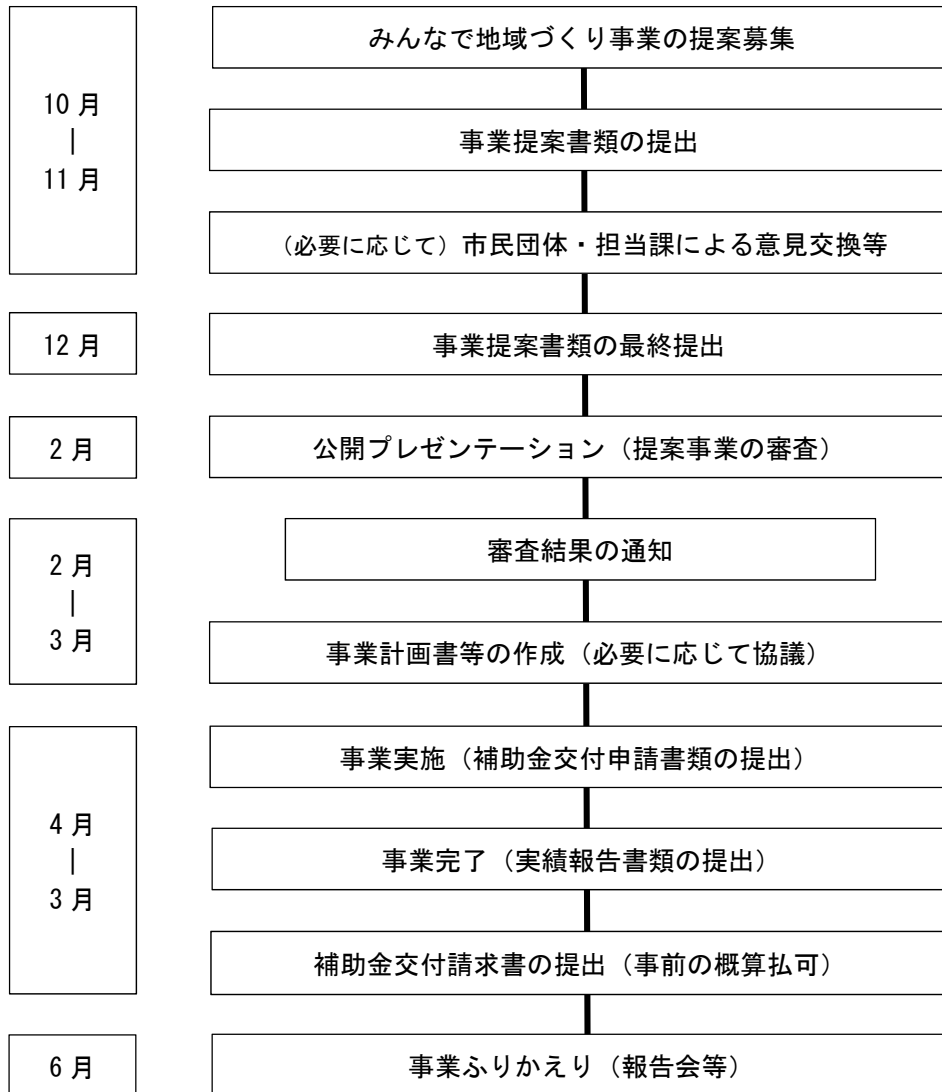 10月
|
11月
みんなで地域づくり事業の提案募集
事業提案書類の提出
（必要に応じて）市民団体・担当課による意見交換等
12月
事業提案書類の最終提出
2月
公開プレゼンテーション（提案事業の審査）
2月
|
3月
審査結果の通知
事業計画書等の作成（必要に応じて協議）
4月
|
3月
事業実施（補助金交付申請書類の提出）
事業完了（実績報告書類の提出）
補助金交付請求書の提出（事前の概算払可）
6月
事業ふりかえり（報告会等）